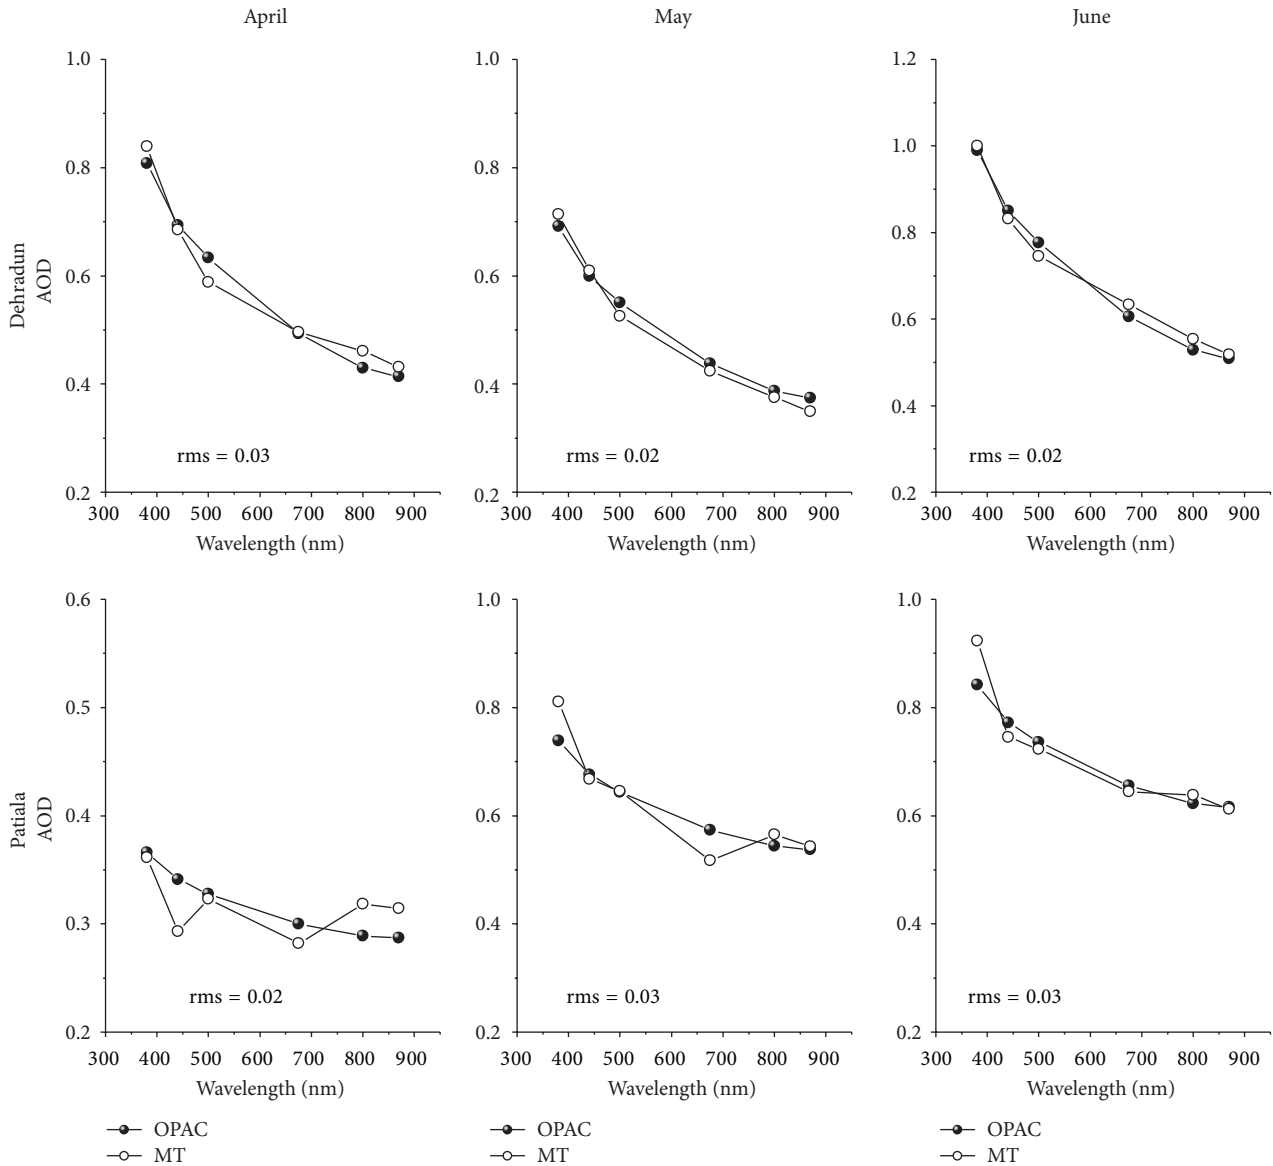 April May June
1.0 1.0 1.2
0.8 0.8 1.0
0.6 0.6 0.8
0.4 0.4 0.6
0.2 0.2 0.4
0.2
Dehradun
AOD
rms = 0.03 rms = 0.02 rms = 0.02
300 400 500 600 700 800 900 300 400 500 600 700 800 900 300 400 500 600 700 800 900
Wavelength (nm) Wavelength (nm) Wavelength (nm)
0.6 1.0 1.0
0.5 0.8 0.8
0.4 0.6 0.6
0.3 0.4 0.4
0.2 0.2 0.2
Patiala
AOD
rms = 0.02 rms = 0.03 rms = 0.03
300 400 500 600 700 800 900 300 400 500 600 700 800 900 300 400 500 600 700 800 900
Wavelength (nm) Wavelength (nm) Wavelength (nm)
OPAC OPAC OPAC
MT MT MT